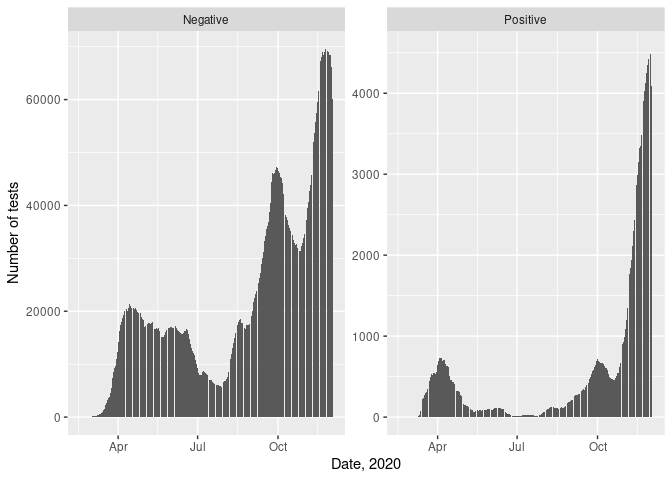 Negative
Positive
Number of tests
60000
40000
20000
0
4000
3000
2000
1000
0
Apr
Jul
Oct
Apr
Jul
Oct
Date, 2020